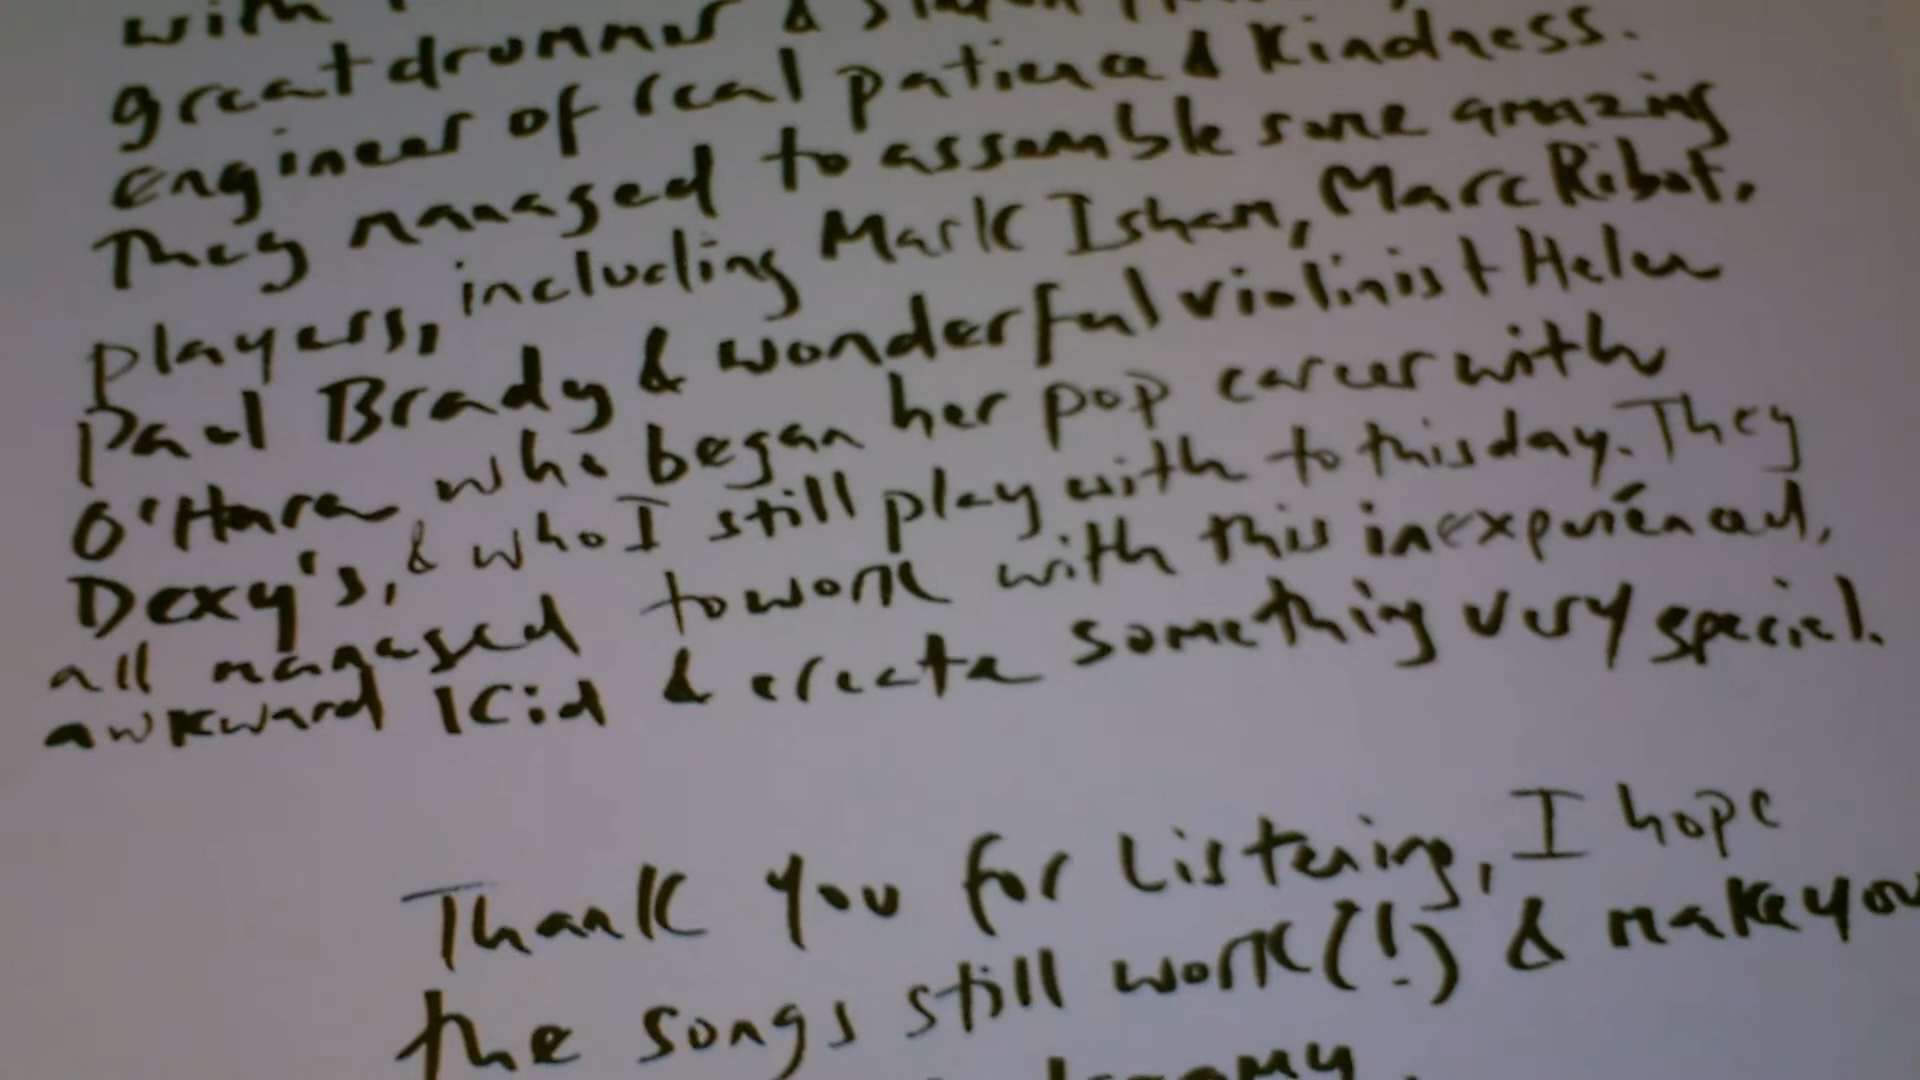 with
great drummer &
engineer of real patience & kindness.
They managed to assemble some amazing
players, including Mark Isham, Marc Ribot,
Paul Brady & wonderful violinist Helen
O'Hara who began her pop career with
Dexy's, & who I still play with to this day. They
all managed to work with this inexperienced,
awkward kid & create something very special.
Thank you for Listening, I hope
the songs still work (!) & make you